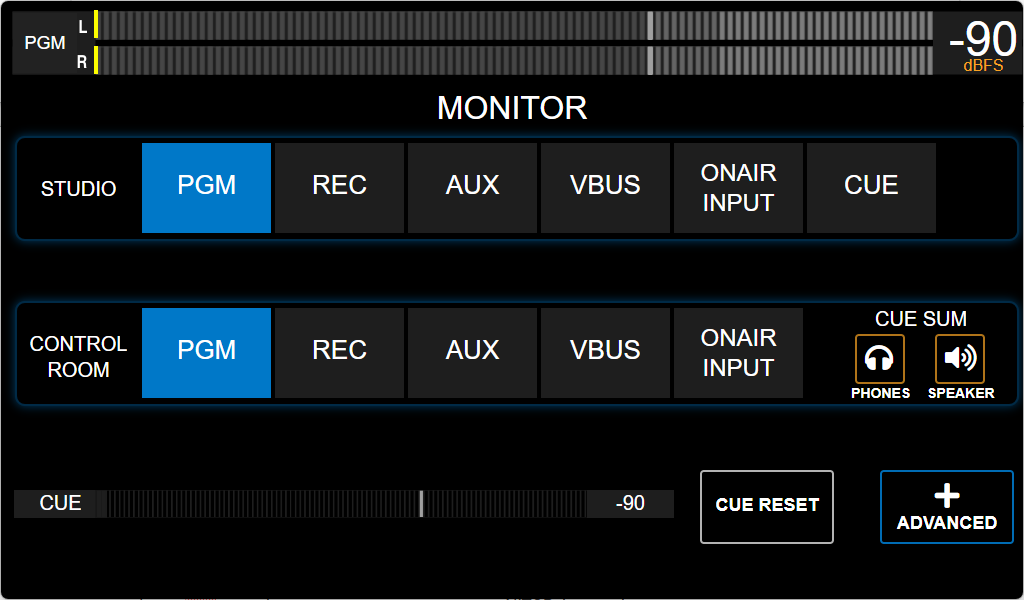 PGM
L
R
-90
dBFS
MONITOR
STUDIO
PGM
REC
AUX
VBUS
ONAIR
INPUT
CUE
CONTROL
ROOM
PGM
REC
AUX
VBUS
ONAIR
INPUT
CUE SUM
PHONES
SPEAKER
CUE
-90
CUE RESET
ADVANCED